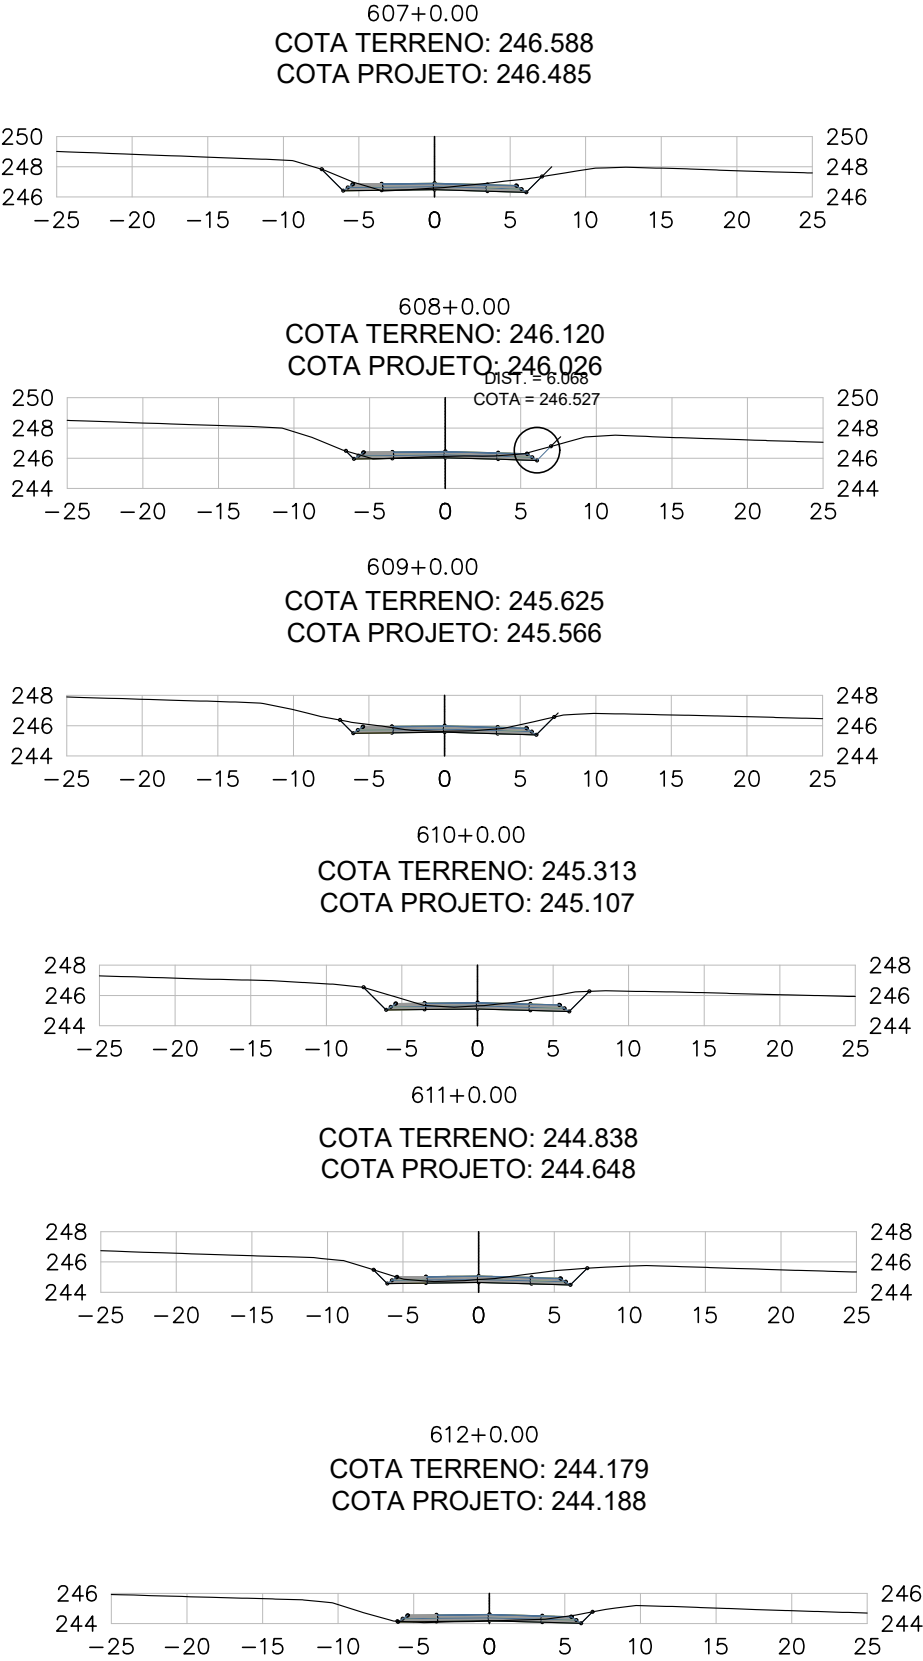 607+0.00
COTA TERRENO: 246.588
COTA PROJETO: 246.485
250 250
248 248
246 246
−25 −20 −15 −10 −5 0 5 10 15 20 25
608+0.00
COTA TERRENO: 246.120
COTA PROJETO: 246.026
DIST. = 6.068
COTA = 246.527
250 250
248 248
246 246
244 244
−25 −20 −15 −10 −5 0 5 10 15 20 25
609+0.00
COTA TERRENO: 245.625
COTA PROJETO: 245.566
248 248
246 246
244 244
−25 −20 −15 −10 −5 0 5 10 15 20 25
610+0.00
COTA TERRENO: 245.313
COTA PROJETO: 245.107
248 248
246 246
244 244
−25 −20 −15 −10 −5 0 5 10 15 20 25
611+0.00
COTA TERRENO: 244.838
COTA PROJETO: 244.648
248 248
246 246
244 244
−25 −20 −15 −10 −5 0 5 10 15 20 25
612+0.00
COTA TERRENO: 244.179
COTA PROJETO: 244.188
246 246
244 244
−25 −20 −15 −10 −5 0 5 10 15 20 25